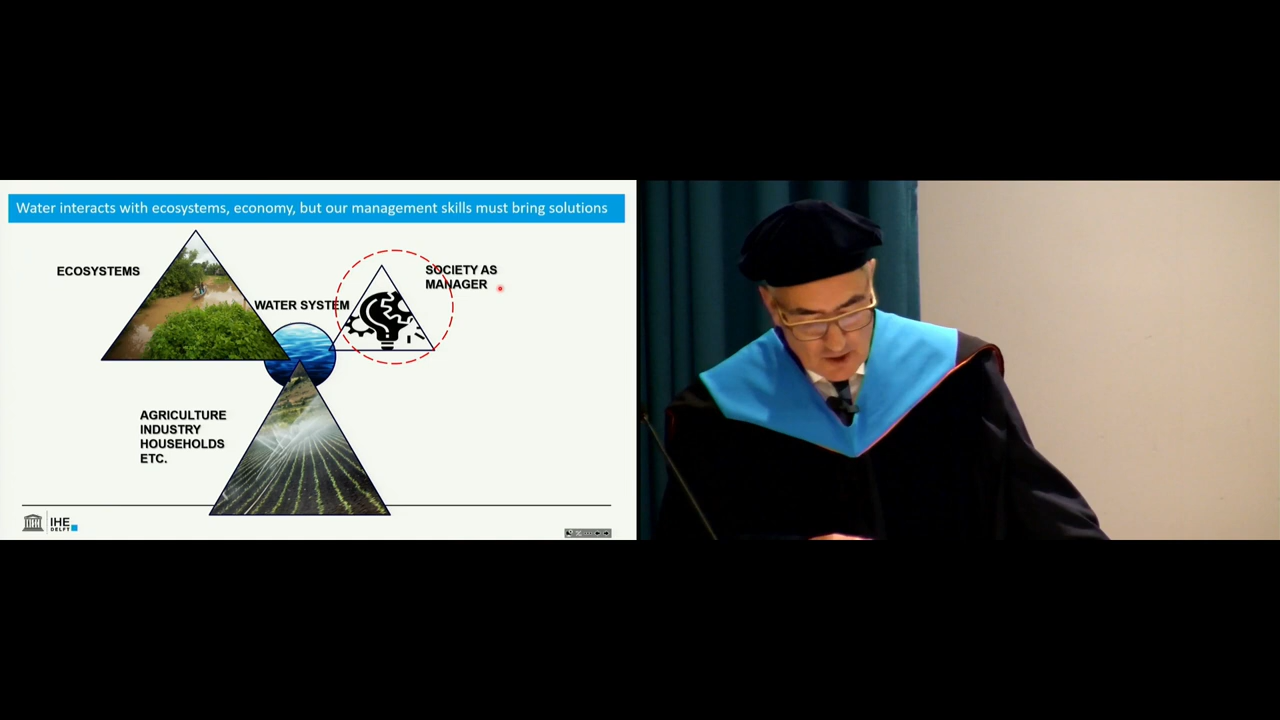 Water interacts with ecosystems, economy, but our management skills must bring solutions
ECOSYSTEMS
SOCIETY AS
MANAGER
WATER SYSTEM
AGRICULTURE
INDUSTRY
HOUSEHOLDS
ETC.
IHE
DELFT